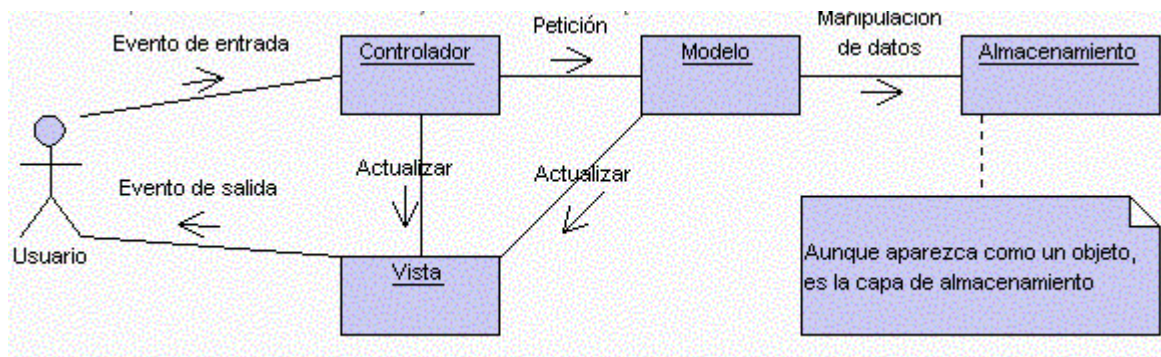 Evento de entrada
Controlador
Petición
Modelo
Manipulación
de datos
Almacenamiento
Actualizar
Actualizar
Evento de salida
Usuario
Vista
Aunque aparezca como un objeto,
es la capa de almacenamiento